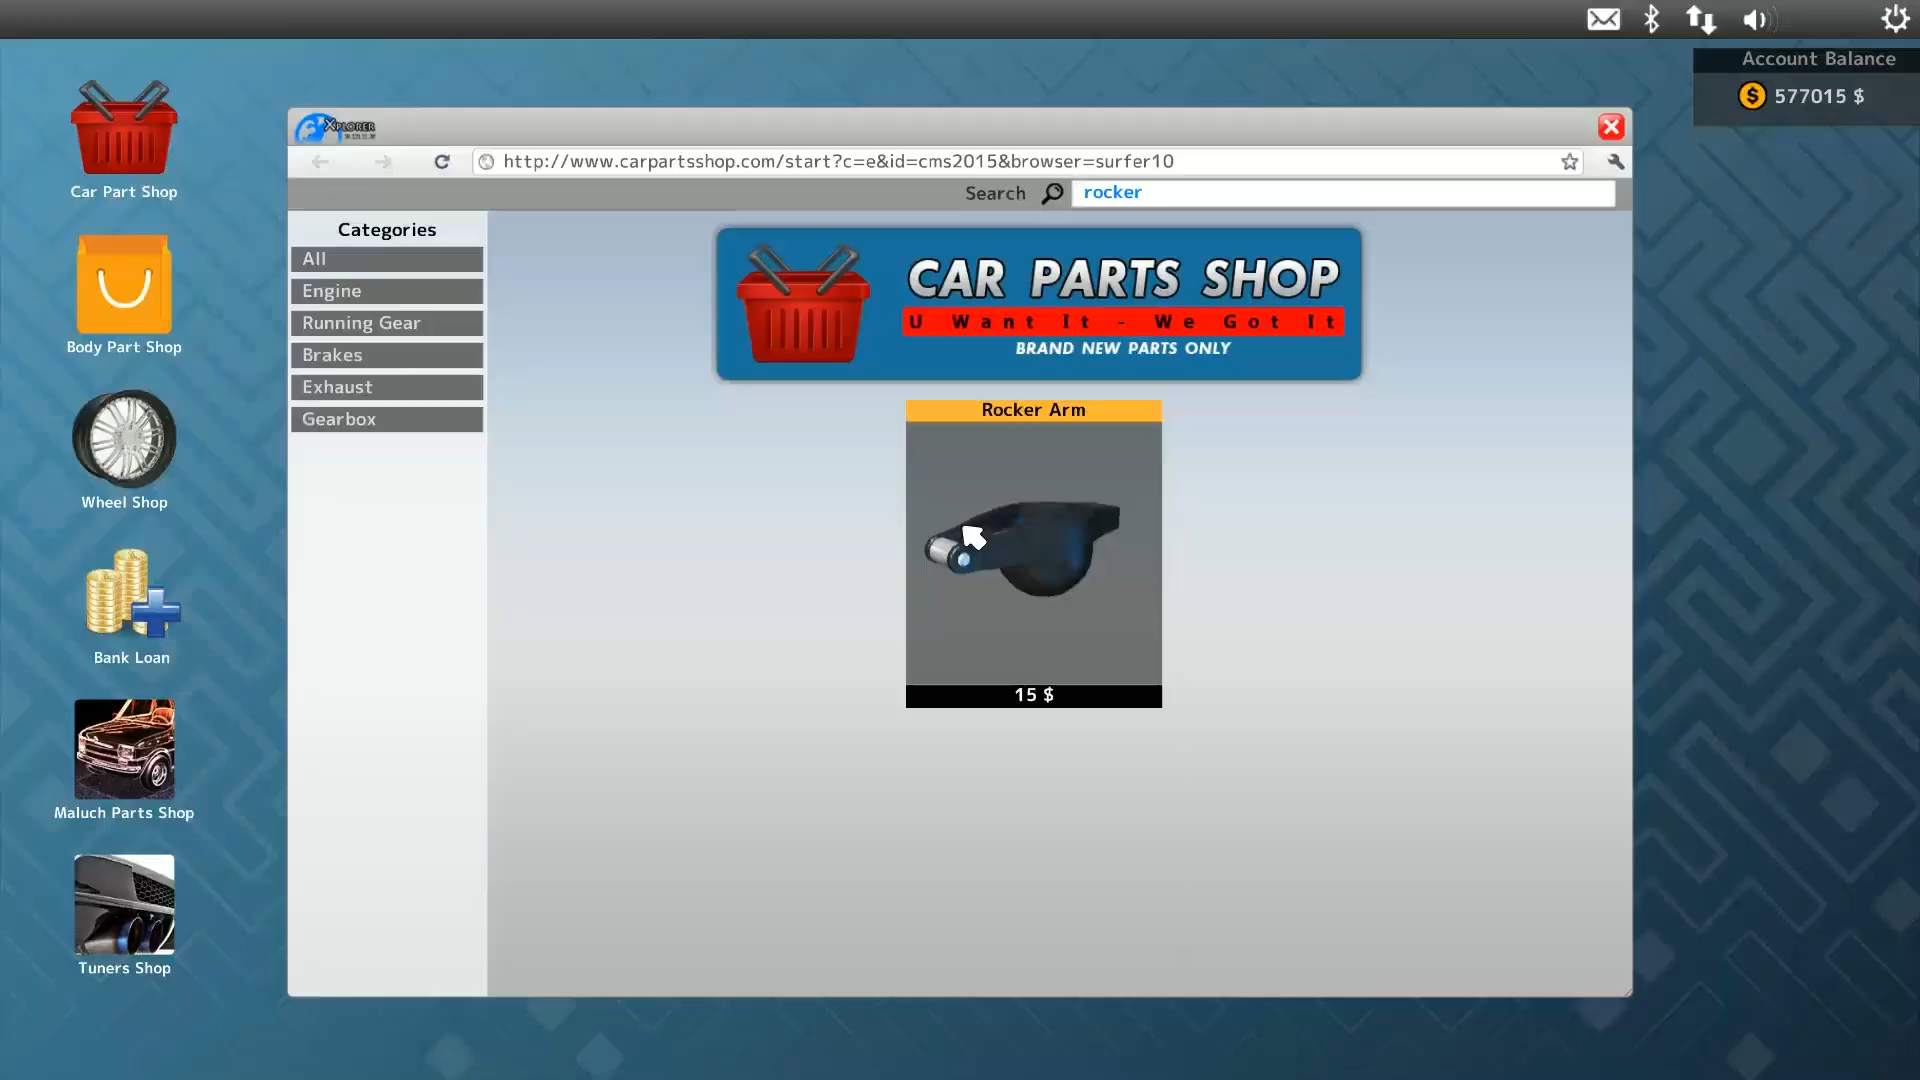 Account Balance
577015 $
Car Part Shop
Body Part Shop
Wheel Shop
Bank Loan
Maluch Parts Shop
Tuners Shop
XPLORER
http://www.carpartsshop.com/start?c=e&id=cms2015&browser=surfer10
Search rocker
Categories
All
Engine
Running Gear
Brakes
Exhaust
Gearbox
CAR PARTS SHOP
U Want It - We Got It
BRAND NEW PARTS ONLY
Rocker Arm
15 $